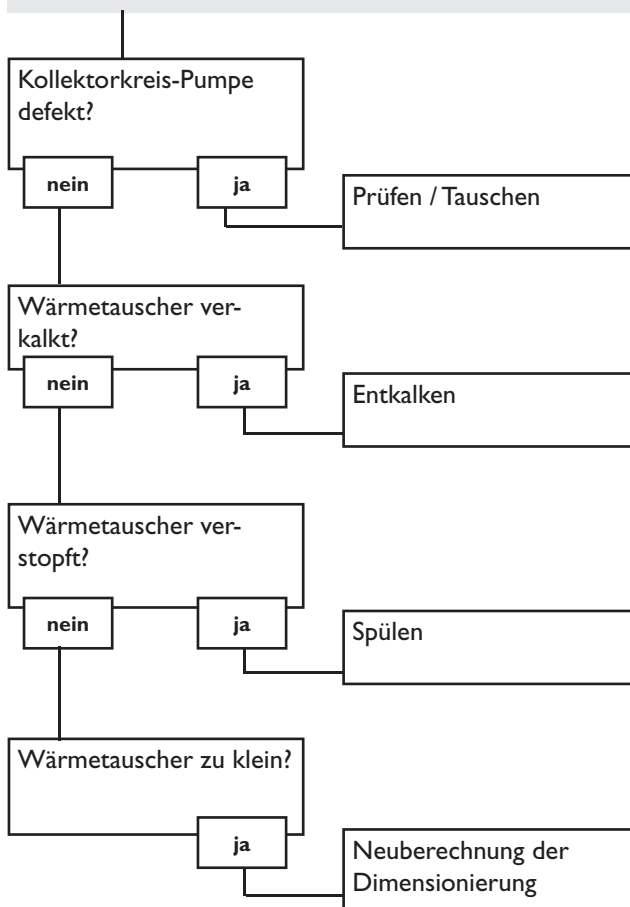 Kollektorkreis-Pumpe
defekt?
nein
ja
Prüfen / Tauschen
Wärmetauscher ver-
kalkt?
nein
ja
Entkalken
Wärmetauscher ver-
stopft?
nein
ja
Spülen
Wärmetauscher zu klein?
ja
Neuberechnung der
Dimensionierung